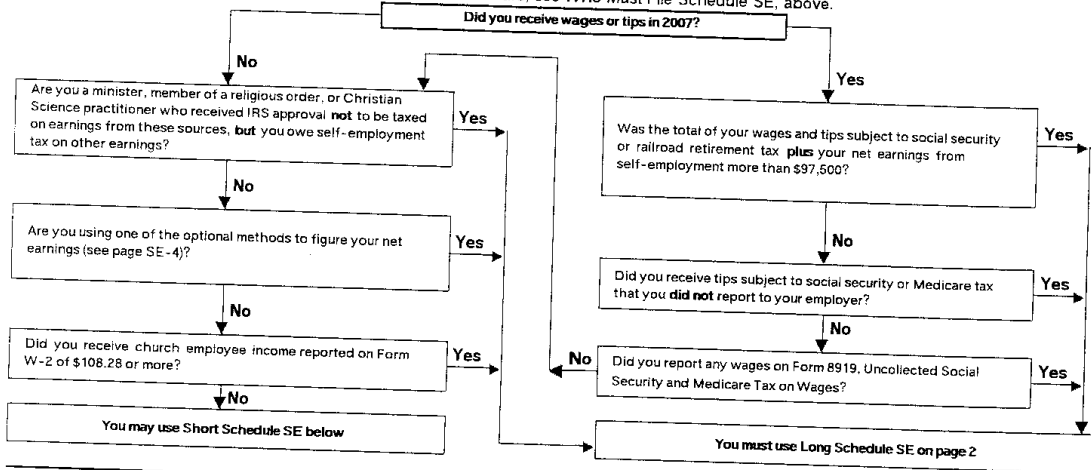 see Who Must File Schedule SE, above.
Did you receive wages or tips in 2007?
No
Yes
Are you a minister, member of a religious order, or Christian
Science practitioner who received IRS approval not to be taxed
on earnings from these sources, but you owe self-employment
tax on other earnings?
Yes
No
Are you using one of the optional methods to figure your net
earnings (see page SE-4)?
Yes
No
Did you receive church employee income reported on Form
W-2 of $108.28 or more?
Yes
No
You may use Short Schedule SE below
Was the total of your wages and tips subject to social security
or railroad retirement tax plus your net earnings from
self-employment more than $97,500?
Yes
No
Did you receive tips subject to social security or Medicare tax
that you did not report to your employer?
Yes
No
No
Did you report any wages on Form 8919, Uncollected Social
Security and Medicare Tax on Wages?
Yes
You must use Long Schedule SE on page 2